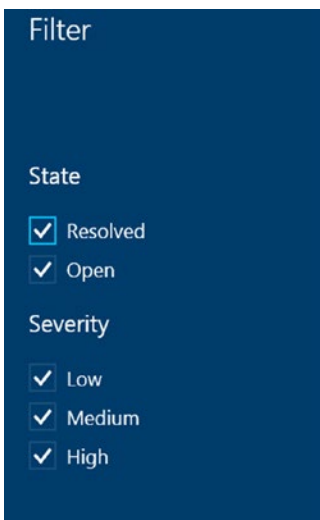 Filter
State
Resolved
Open
Severity
Low
Medium
High